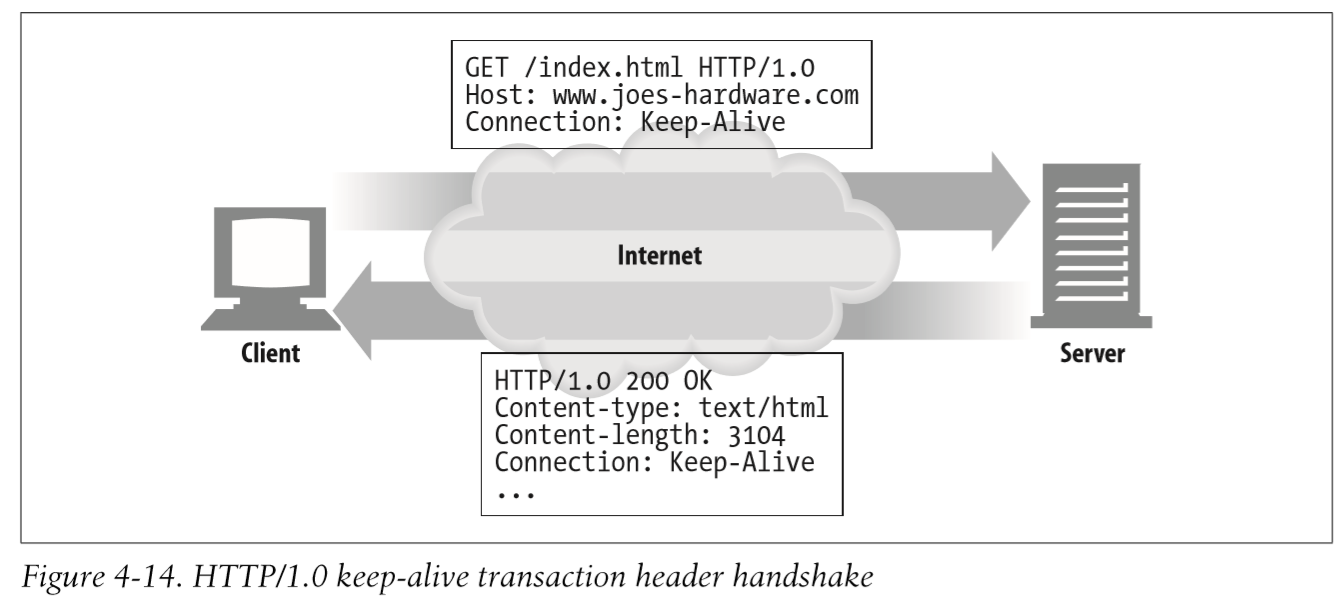 GET /index.html HTTP/1.0
Host: www.joes-hardware.com
Connection: Keep-Alive
Internet
Client
Server
HTTP/1.0 200 OK
Content-type: text/html
Content-length: 3104
Connection: Keep-Alive
...
Figure 4-14. HTTP/1.0 keep-alive transaction header handshake